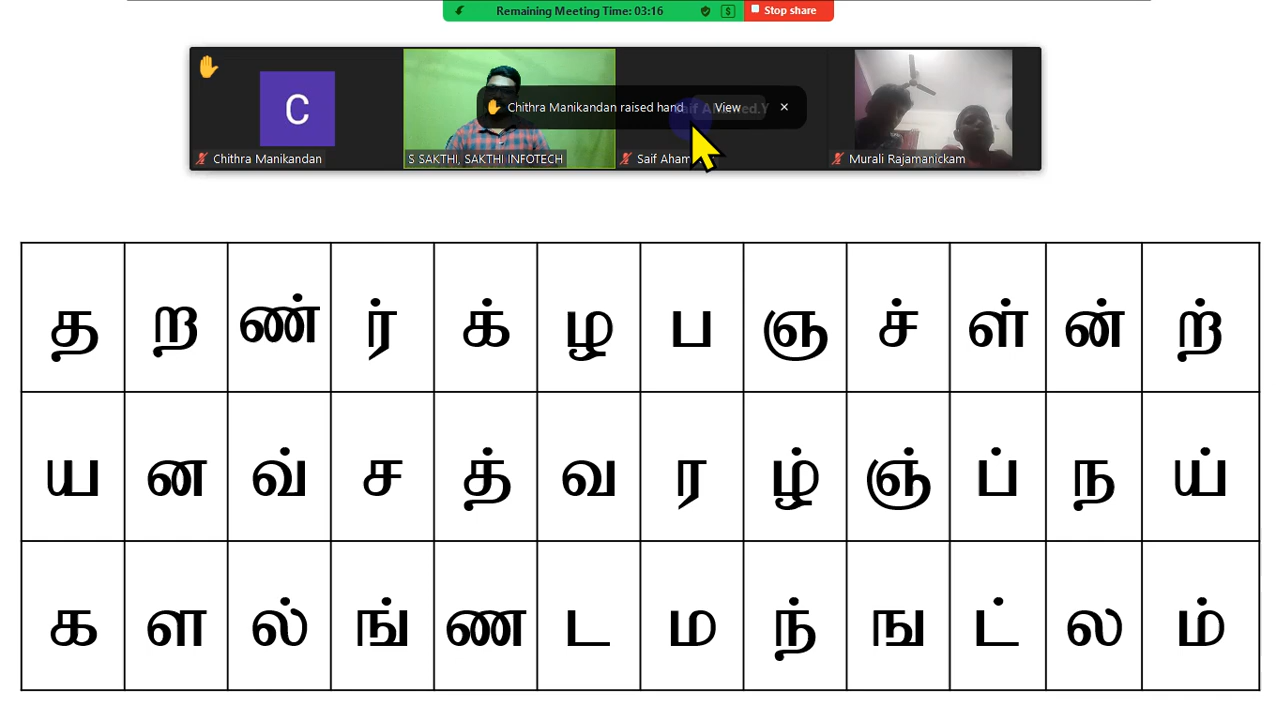 Remaining Meeting Time: 03:16 Stop share
C
Chithra Manikandan raised hand View
Chithra Manikandan S SAKTHI, SAKTHI INFOTECH Saif Murali Rajamanickam
த ற ண் ர் க் ழ ப ஞ ச் ள் ன் ற்
ய ன வ் ச த் வ ர ழ் ஞ் ப் ந ய்
க ள ல் ங் ண ட ம ந் ங ட் ல ம்